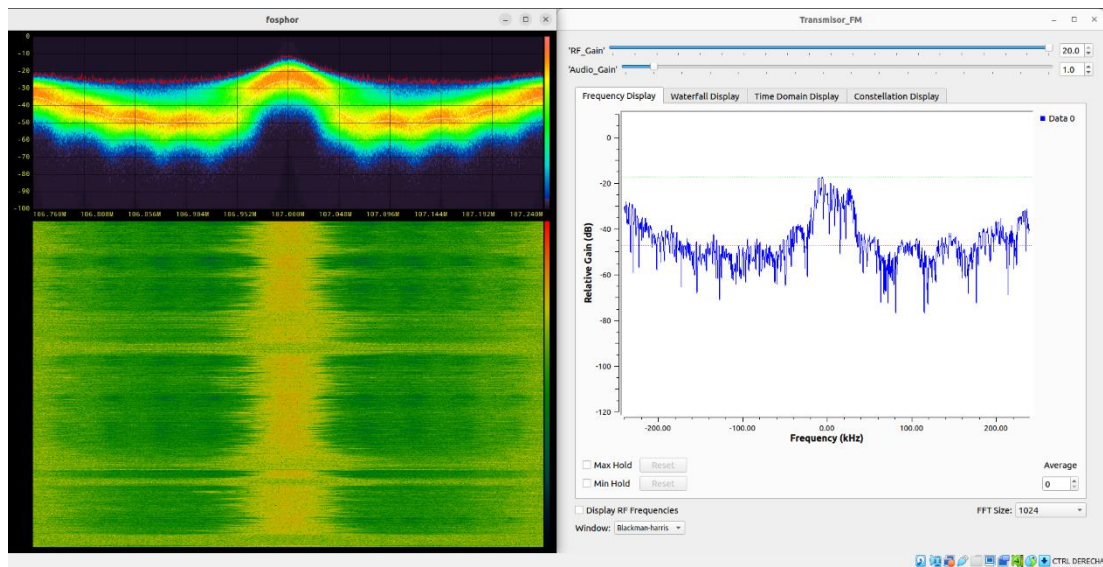 fosphor
0
-10
-20
-30
-40
-50
-60
-70
-80
-90
-100
106.760M 106.808M 106.856M 106.904M 106.952M 107.000M 107.048M 107.096M 107.144M 107.192M 107.240M
Transmisor_FM
'RF_Gain' 20.0
'Audio_Gain' 1.0
Frequency Display Waterfall Display Time Domain Display Constellation Display
Data 0
0
-20
-40
-60
-80
-100
-120
Relative Gain (dB)
-200.00 -100.00 0.00 100.00 200.00
Frequency (kHz)
Max Hold Reset
Average
Min Hold Reset
0
Display RF Frequencies
FFT Size: 1024
Window: Blackman-harris
CTRL DERECHA